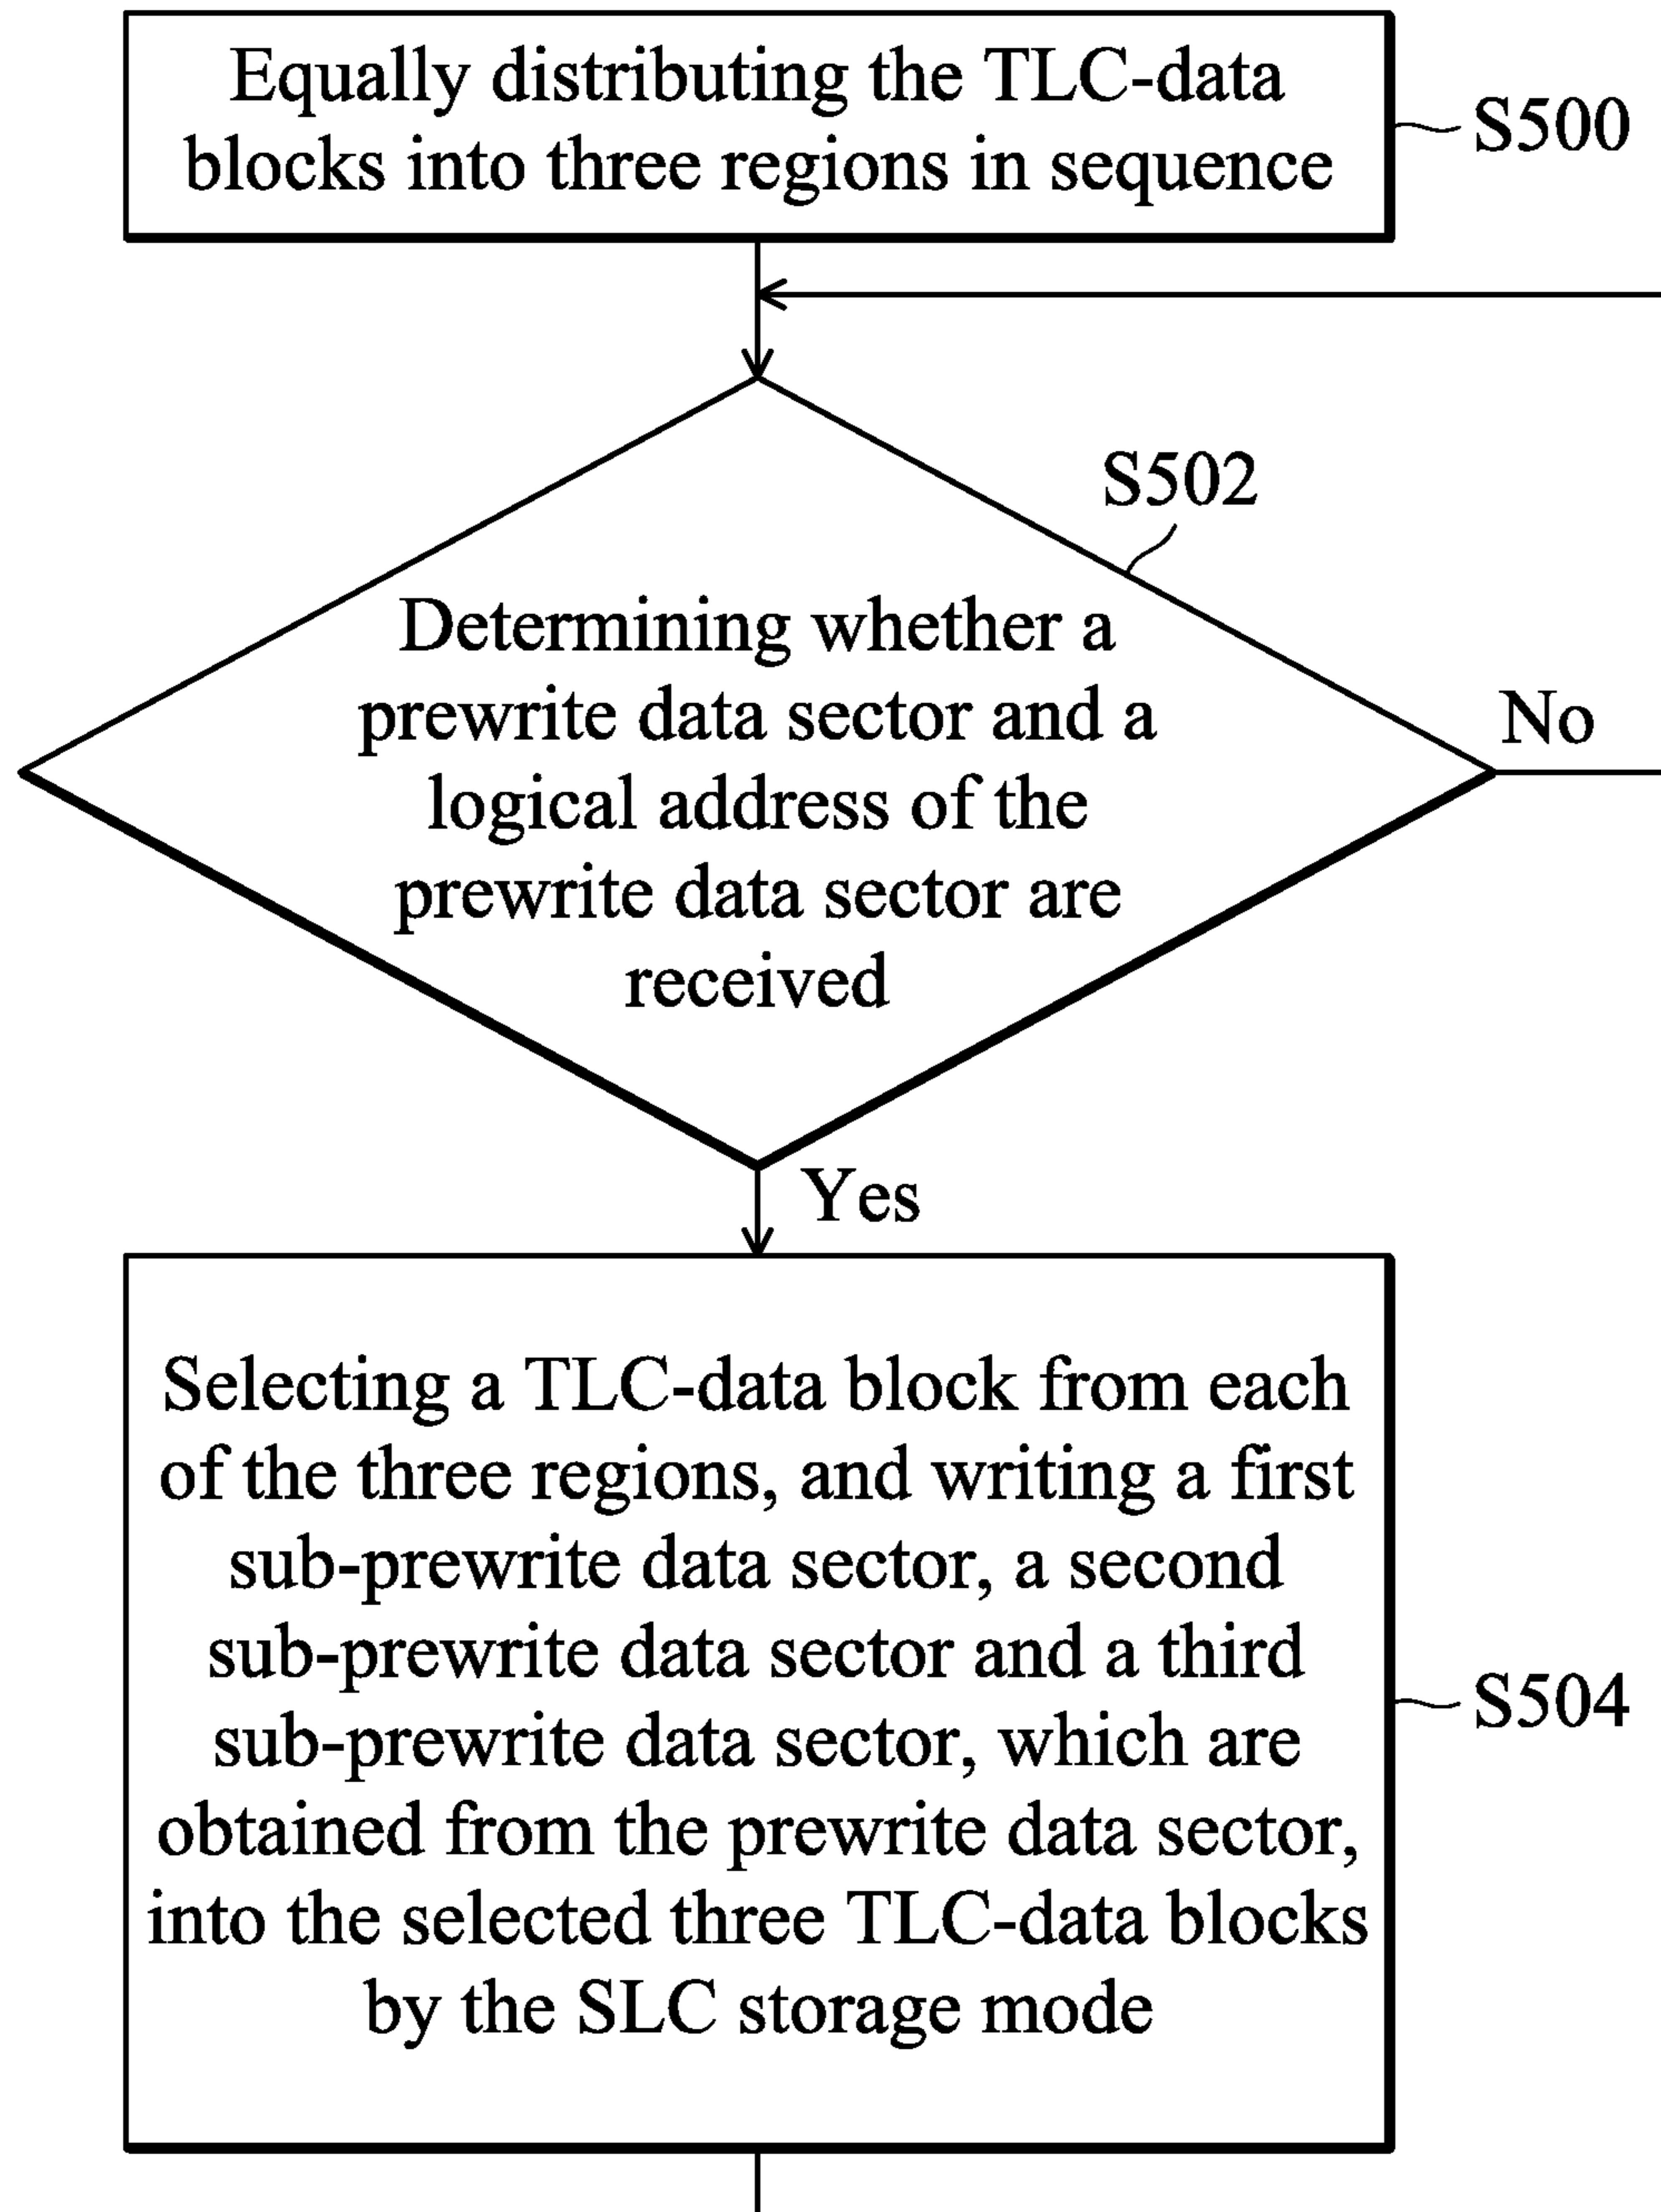 Equally distributing the TLC-data
blocks into three regions in sequence
S500
S502
Determining whether a
prewrite data sector and a
logical address of the
prewrite data sector are
received
No
Yes
Selecting a TLC-data block from each
of the three regions, and writing a first
sub-prewrite data sector, a second
sub-prewrite data sector and a third
sub-prewrite data sector, which are
obtained from the prewrite data sector,
into the selected three TLC-data blocks
by the SLC storage mode
S504